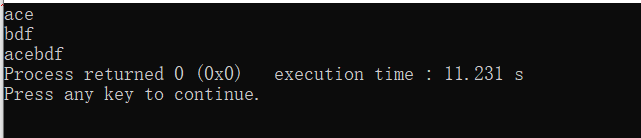 ace
bdf
acebdf
Process returned 0 (0x0)   execution time : 11.231 s
Press any key to continue.